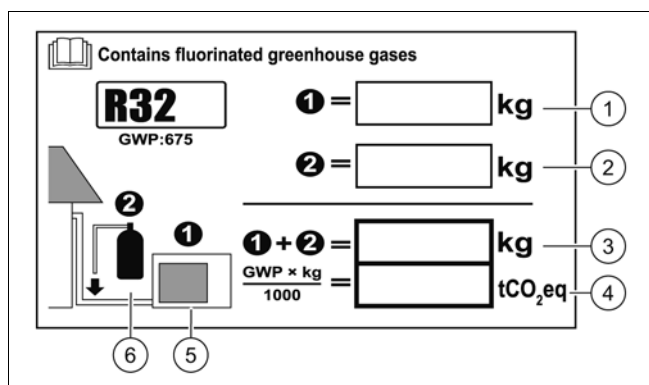 Contains fluorinated greenhouse gases
R32
GWP:675
❶ = kg 1
❷ = kg 2
❶+❷ = kg 3
GWP × kg
1000
= tCO₂eq 4
❷
❶
6
5